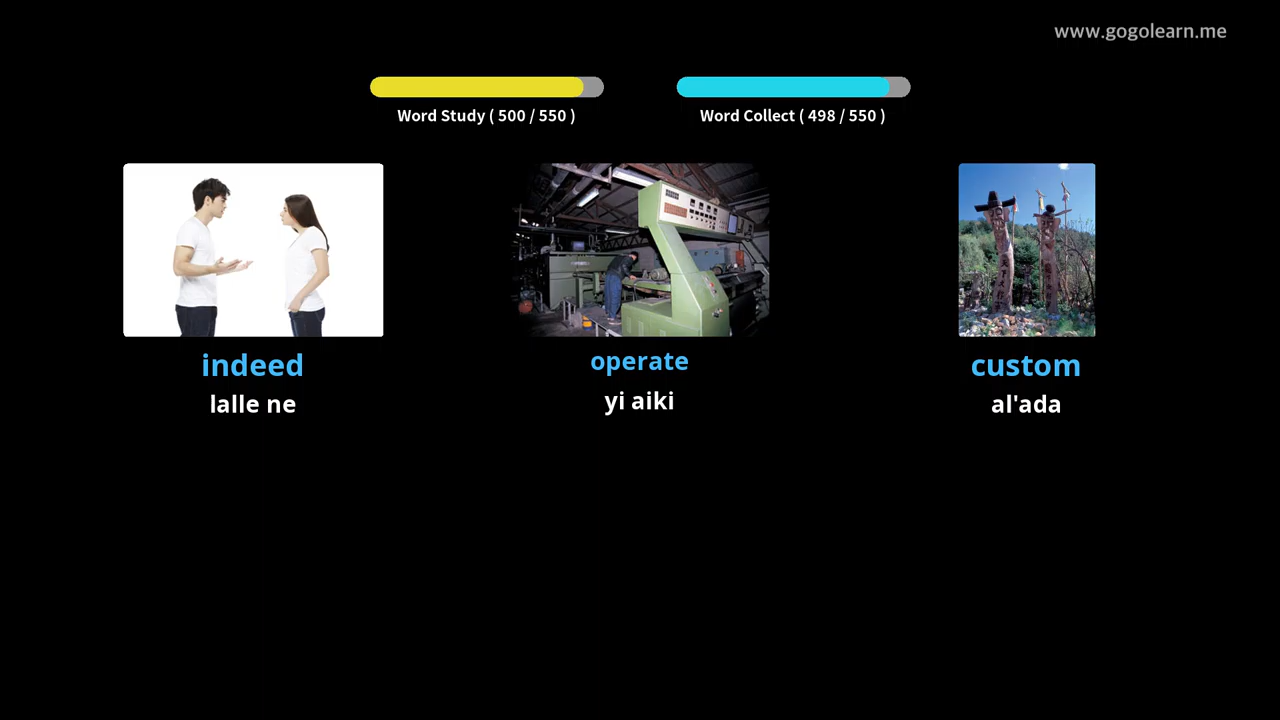 www.gogolearn.me
Word Study ( 500 / 550 )
Word Collect ( 498 / 550 )
indeed
lalle ne
operate
yi aiki
custom
al'ada